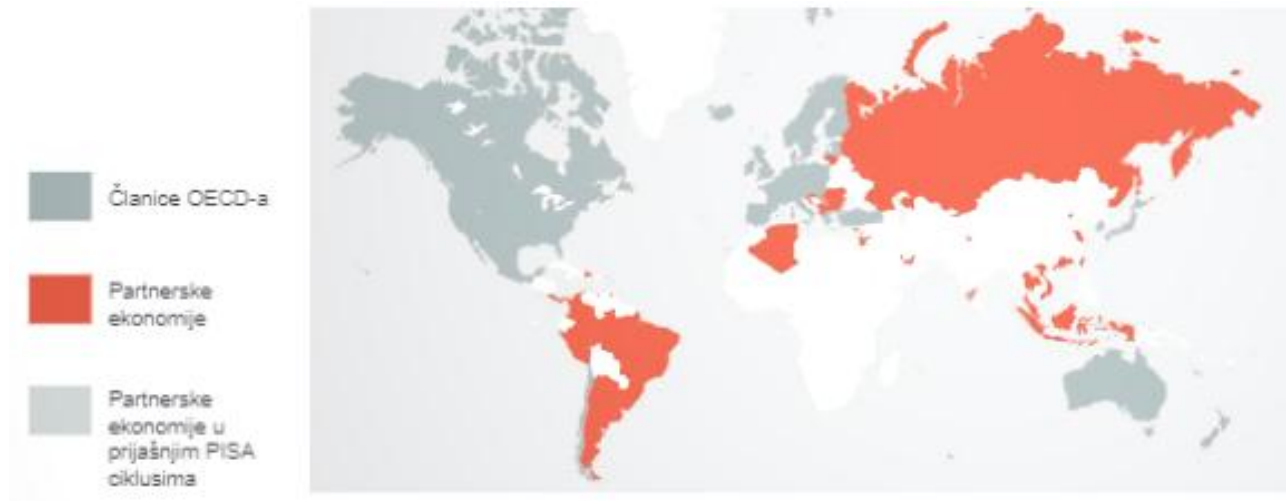 Članice OECD-a
Partnerske
ekonomije
Partnerske
ekonomije u
prijašnjim PISA
ciklusima